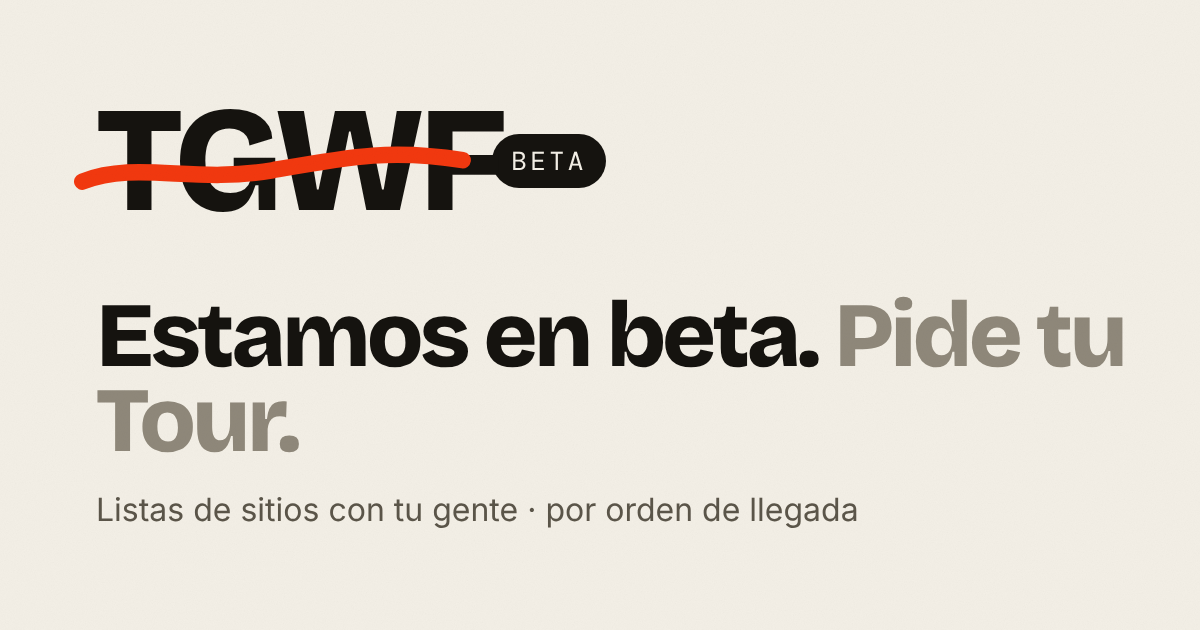 TGWF BETA
Estamos en beta. Pide tu
Tour.
Listas de sitios con tu gente · por orden de llegada